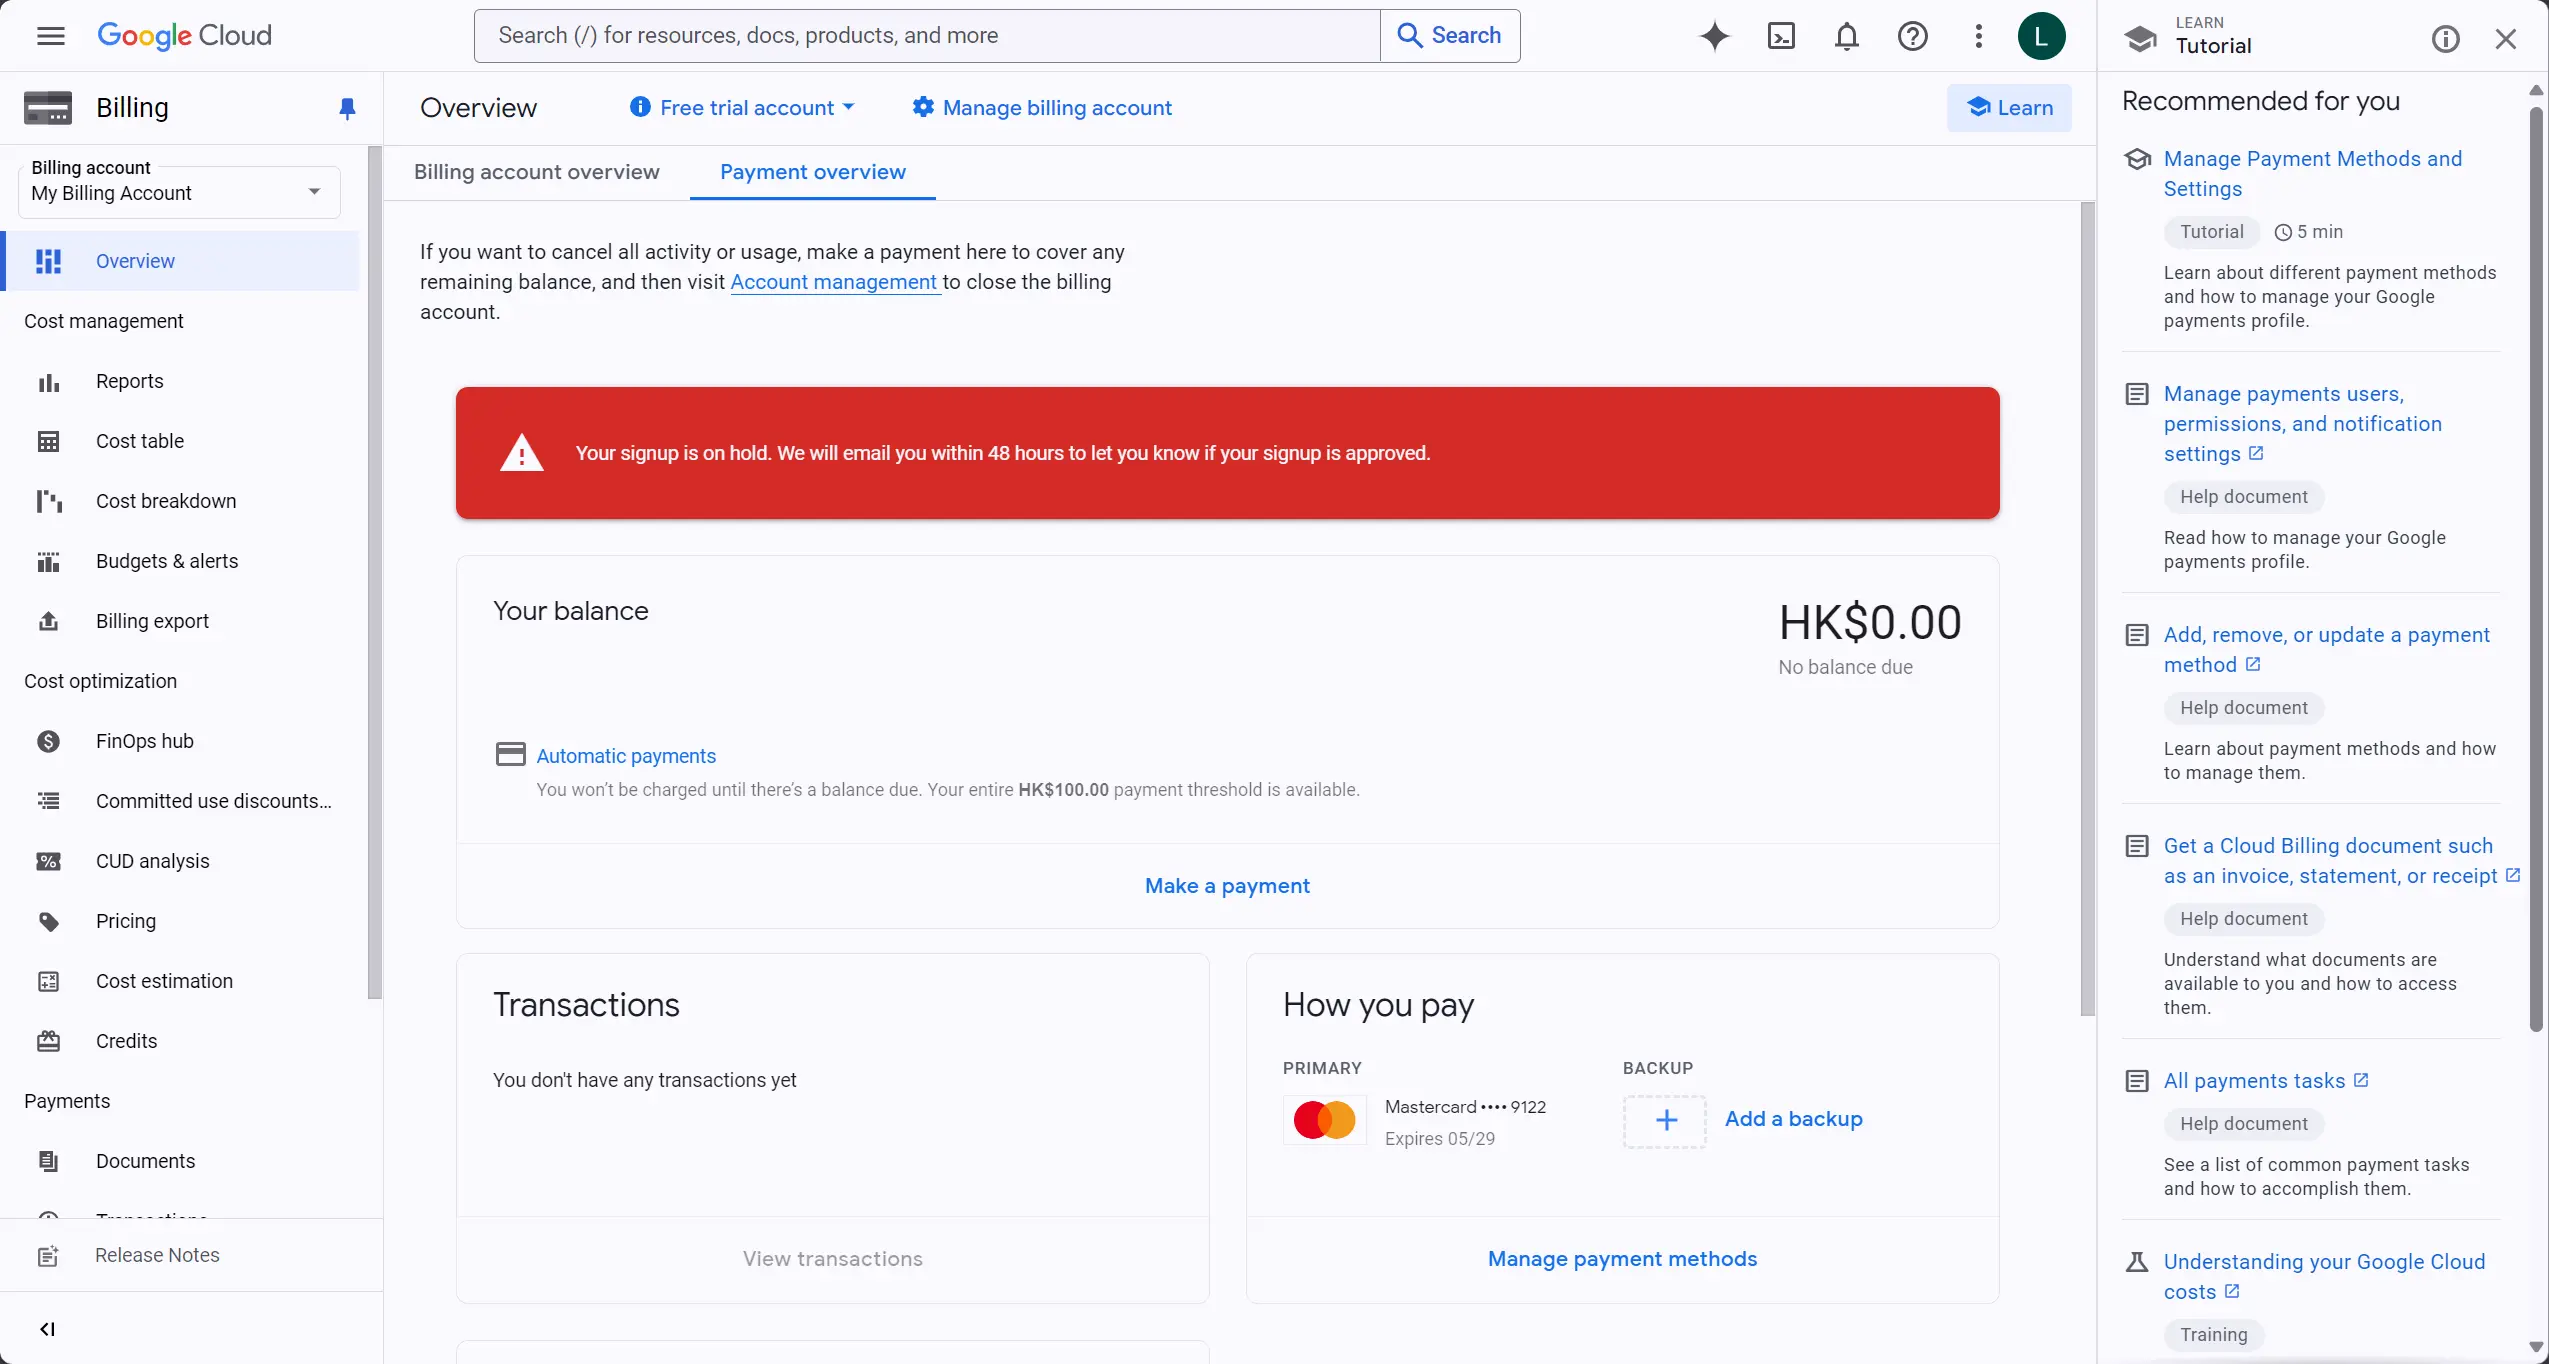 Google Cloud
Search (/) for resources, docs, products, and more
Search
L
LEARN
Tutorial
Billing
Billing account
My Billing Account
Overview
Cost management
Reports
Cost table
Cost breakdown
Budgets & alerts
Billing export
Cost optimization
FinOps hub
Committed use discounts...
CUD analysis
Pricing
Cost estimation
Credits
Payments
Documents
Transactions
Release Notes
Overview
Free trial account
Manage billing account
Learn
Billing account overview
Payment overview
If you want to cancel all activity or usage, make a payment here to cover any
remaining balance, and then visit Account management to close the billing
account.
Your signup is on hold. We will email you within 48 hours to let you know if your signup is approved.
Your balance
HK$0.00
No balance due
Automatic payments
You won't be charged until there's a balance due. Your entire HK$100.00 payment threshold is available.
Make a payment
Transactions
You don't have any transactions yet
View transactions
How you pay
PRIMARY
Mastercard •••• 9122
Expires 05/29
BACKUP
Add a backup
Manage payment methods
Recommended for you
Manage Payment Methods and
Settings
Tutorial
5 min
Learn about different payment methods
and how to manage your Google
payments profile.
Manage payments users,
permissions, and notification
settings
Help document
Read how to manage your Google
payments profile.
Add, remove, or update a payment
method
Help document
Learn about payment methods and how
to manage them.
Get a Cloud Billing document such
as an invoice, statement, or receipt
Help document
Understand what documents are
available to you and how to access
them.
All payments tasks
Help document
See a list of common payment tasks
and how to accomplish them.
Understanding your Google Cloud
costs
Training